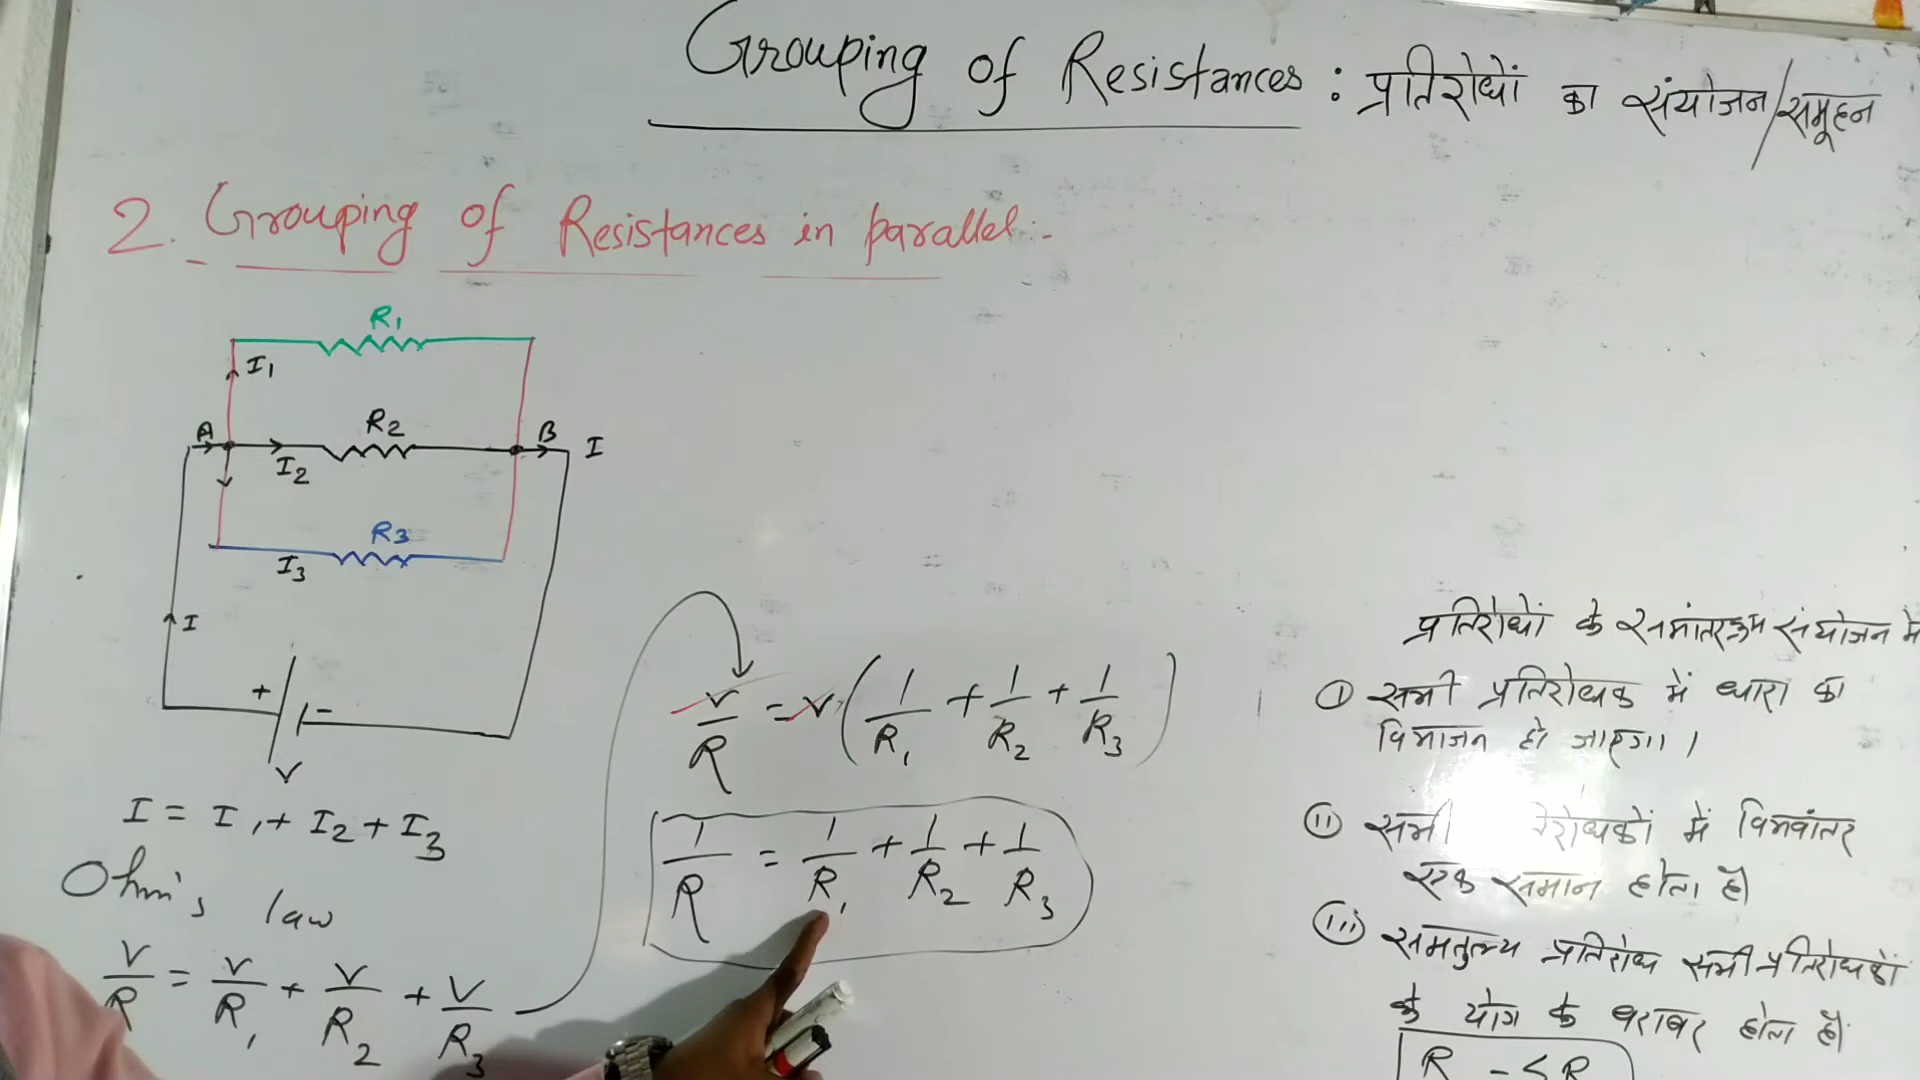 Grouping of Resistances : प्रतिरोधों का संयोजन/समूहन
2. Grouping of Resistances in parallel :-
R1
I1
A
R2
B
I
I2
R3
I3
I
+ -
V
I = I1 + I2 + I3
Ohm's law
V/R = V/R1 + V/R2 + V/R3
V/R = V(1/R1 + 1/R2 + 1/R3)
1/R = 1/R1 + 1/R2 + 1/R3
प्रतिरोधों के समांतरक्रम संयोजन में
(i) सभी प्रतिरोधक में धारा का
विभाजन हो जाएगा।
(ii) सभी में विभवांतर
एक समान होता है।
(iii) समतुल्य प्रतिरोध सभी प्रतिरोधकों
के योग के बराबर होता है।